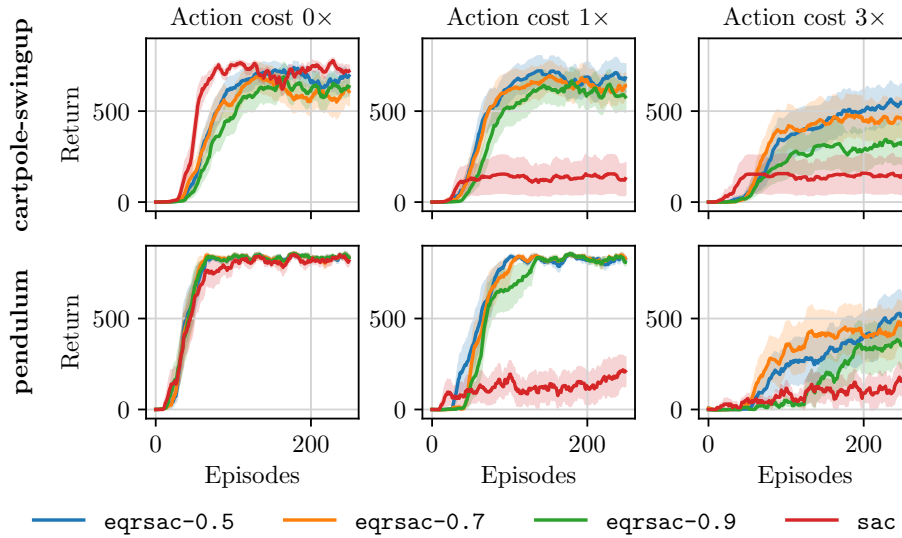 Action cost 0×
Action cost 1×
Action cost 3×
cartpole-swingup
Return
500
0
500
0
500
0
pendulum
Return
500
0
500
0
500
0
0
200
0
200
0
200
Episodes
Episodes
Episodes
eqrsac-0.5
eqrsac-0.7
eqrsac-0.9
sac